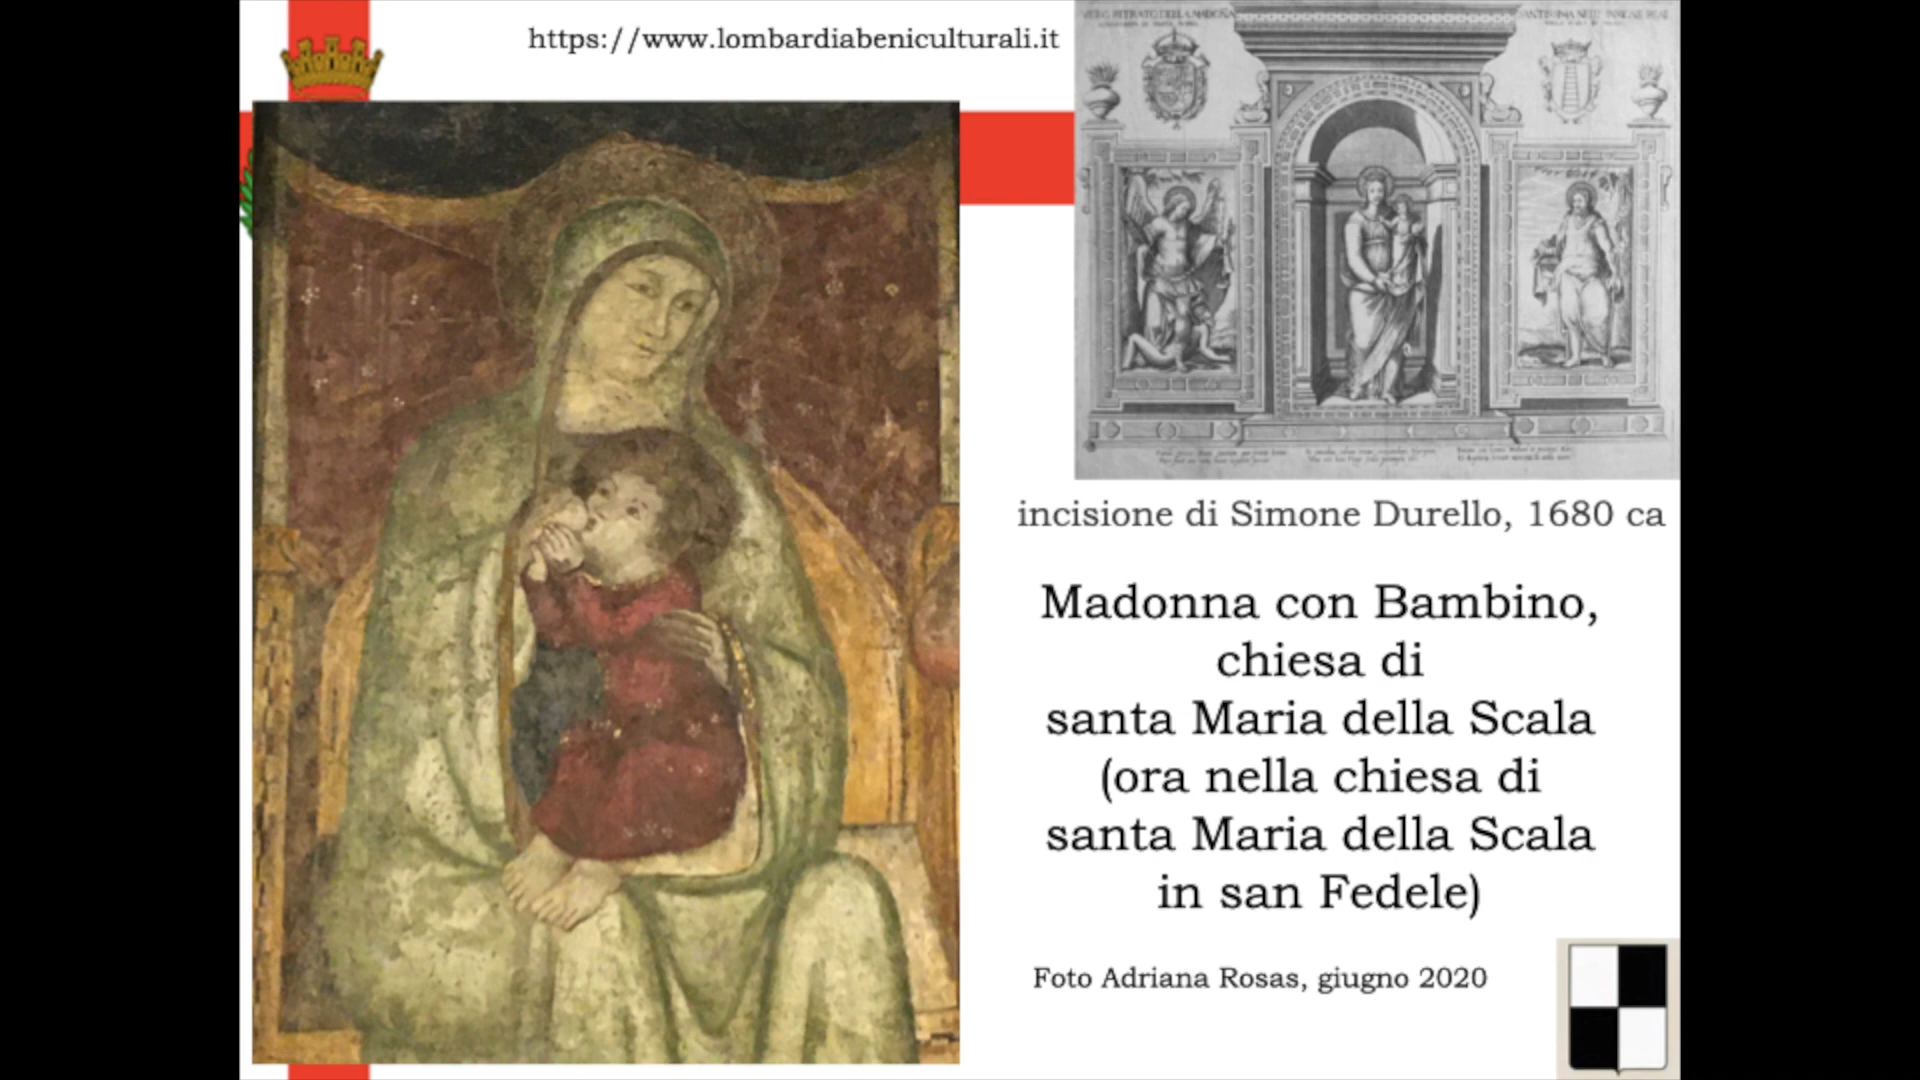 https://www.lombardiabeniculturali.it
incisione di Simone Durello, 1680 ca
Madonna con Bambino,
chiesa di
santa Maria della Scala
(ora nella chiesa di
santa Maria della Scala
in san Fedele)
Foto Adriana Rosas, giugno 2020